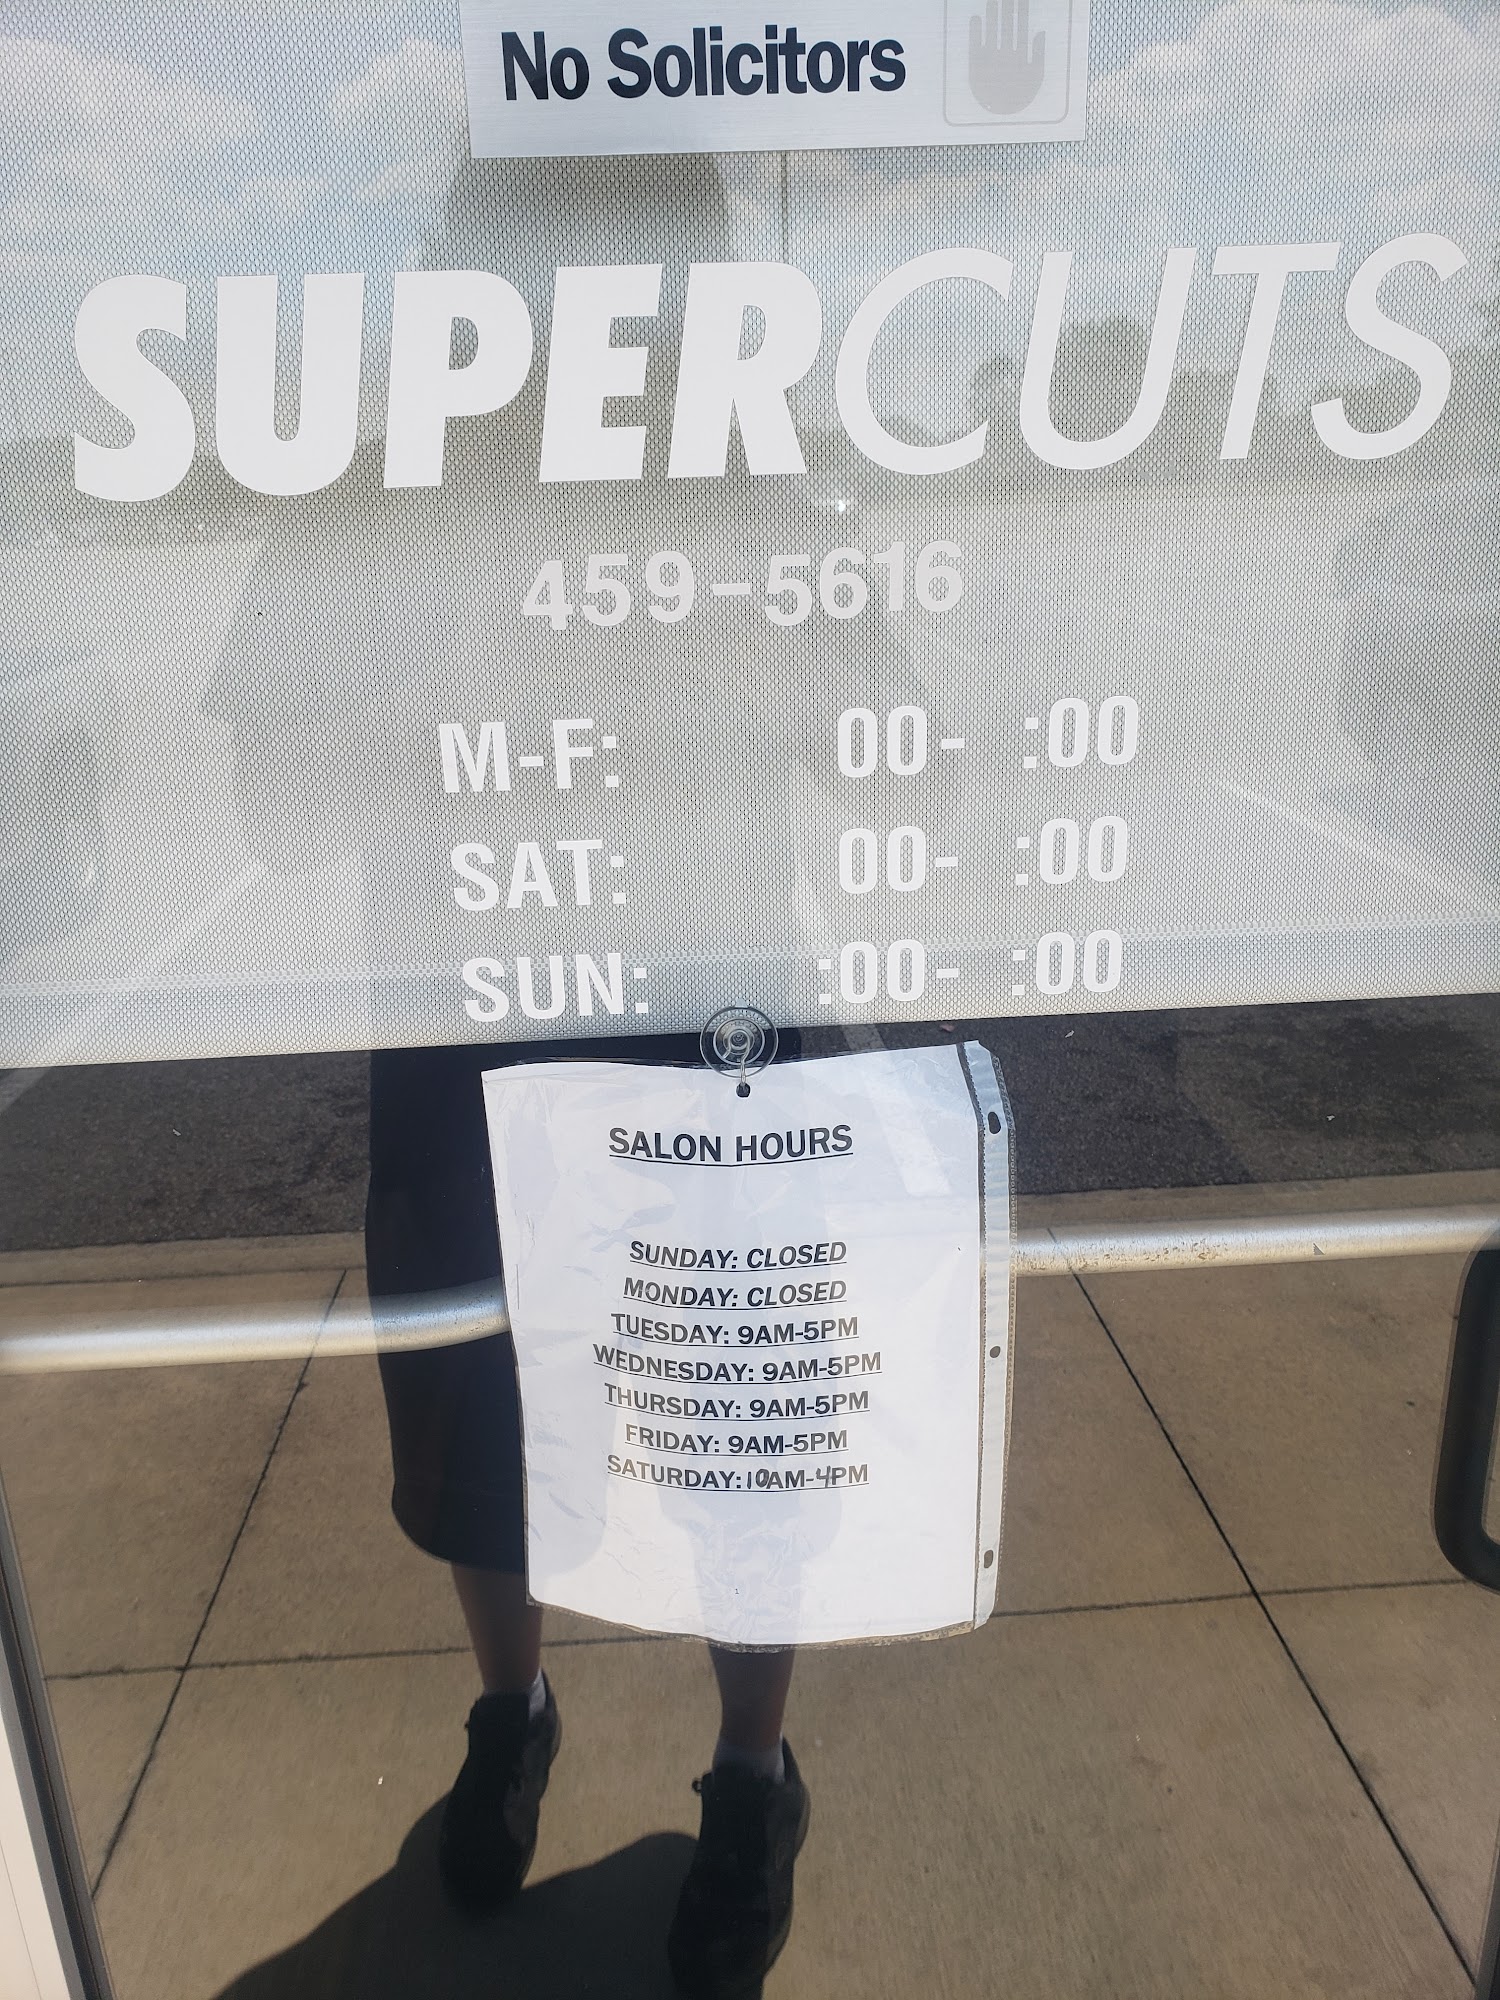 No Solicitors
SUPERCUTS
459-5616
M-F: 00- :00
SAT: 00- :00
SUN: :00- :00
SALON HOURS
SUNDAY: CLOSED
MONDAY: CLOSED
TUESDAY: 9AM-5PM
WEDNESDAY: 9AM-5PM
THURSDAY: 9AM-5PM
FRIDAY: 9AM-5PM
SATURDAY:10AM-4PM
1